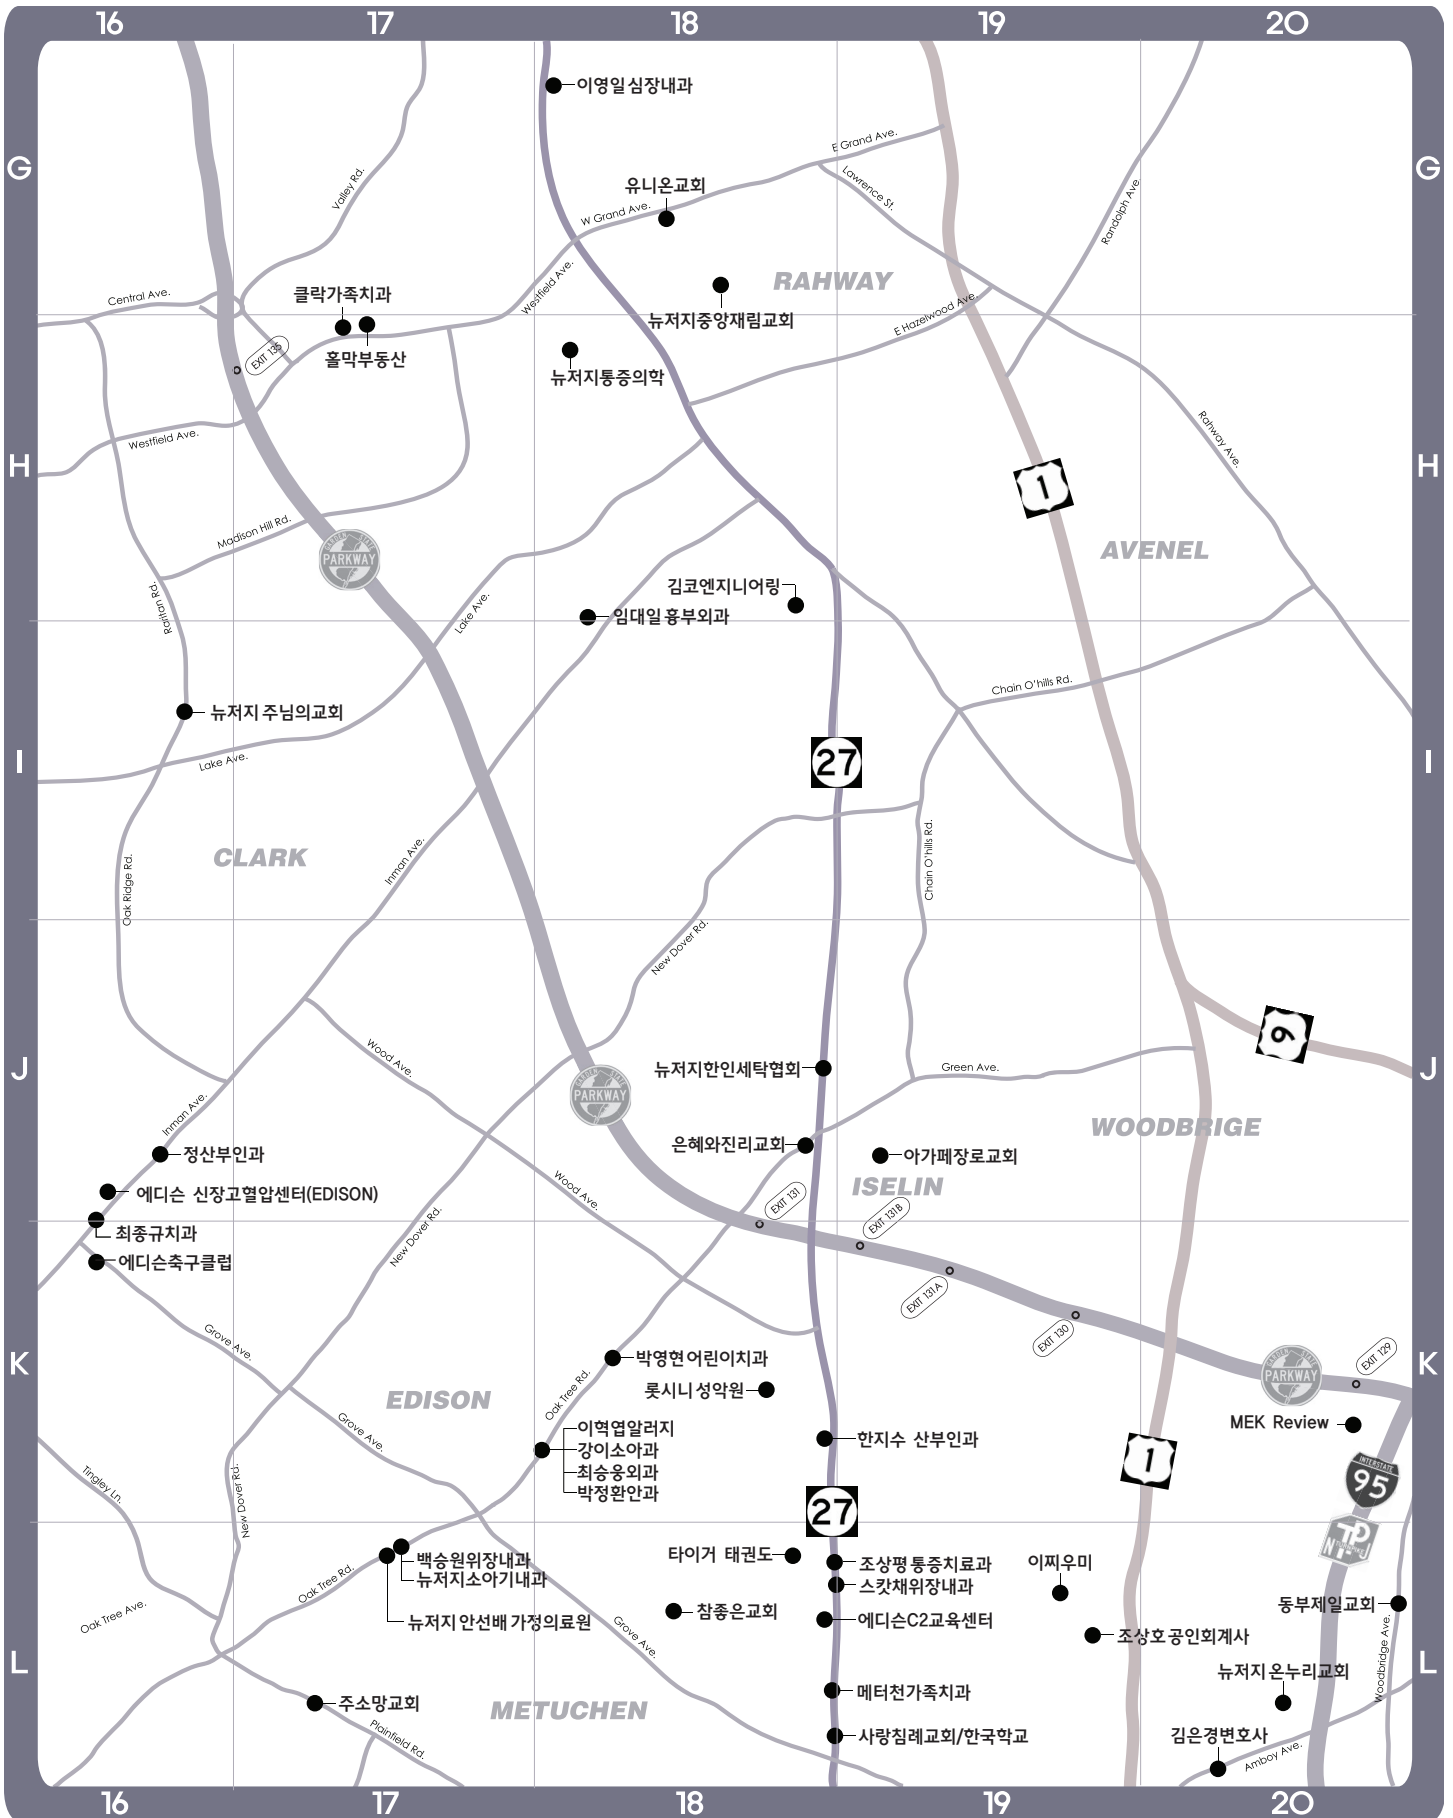 16 17 18 19 20
이영일심장내과
E Grand Ave.
G G
Lawrence St.
Valley Rd.
유니온교회
W Grand Ave.
Randolph Ave.
Westfield Ave.
RAHWAY
클락가족치과
Central Ave.
E Hazelwood Ave.
뉴저지중앙재림교회
EXIT 135
홀막부동산
뉴저지통증의학
Westfield Ave.
Rahway Ave.
H H
1
Madison Hill Rd.
GARDEN STATE
PARKWAY
AVENEL
김코엔지니어링
Raritan Rd.
Lake Ave.
임대일흉부외과
Chain O'hills Rd.
뉴저지 주님의교회
Lake Ave.
I I
27
CLARK
Inman Ave.
Oak Ridge Rd.
Chain O'hills Rd.
New Dover Rd.
6
Wood Ave.
뉴저지한인세탁협회
Green Ave.
J J
GARDEN STATE
PARKWAY
Inman Ave.
WOODBRIGE
은혜와진리교회
정산부인과
아가페장로교회
에디슨 신장고혈압센터(EDISON)
Wood Ave.
ISELIN
EXIT 131
EXIT 131B
최종규치과
New Dover Rd.
에디슨축구클럽
EXIT 131A
Grove Ave.
EXIT 130
박영현어린이치과
EXIT 129
K K
GARDEN STATE
PARKWAY
롯시니성악원
EDISON
Oak Tree Rd.
Grove Ave.
이혁엽알러지
MEK Review
한지수 산부인과
강이소아과
1
최승웅외과
Tingley Ln.
INTERSTATE
95
박정환안과
New Dover Rd.
27
백승원위장내과
타이거 태권도
조상평통증치료과
이찌우미
뉴저지소아기내과
스캇채위장내과
Oak Tree Rd.
Oak Tree Ave.
참좋은교회
동부제일교회
뉴저지안선배가정의료원
Grove Ave.
에디슨C2교육센터
조상호공인회계사
L L
Woodbridge Ave.
뉴저지온누리교회
메터천가족치과
주소망교회
METUCHEN
Plainfield Rd.
사랑침례교회/한국학교
김은경변호사
Amboy Ave.
16 17 18 19 20